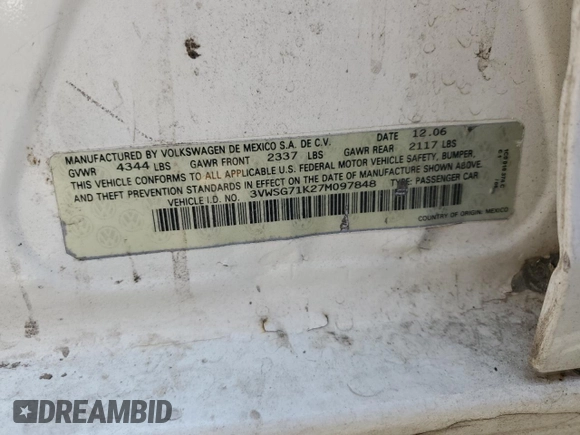 MANUFACTURED BY VOLKSWAGEN DE MEXICO S.A. DE C.V. DATE 12.06
GVWR 4344 LBS GAWR FRONT 2337 LBS GAWR REAR 2117 LBS
THIS VEHICLE CONFORMS TO ALL APPLICABLE U.S. FEDERAL MOTOR VEHICLE SAFETY, BUMPER,
AND THEFT PREVENTION STANDARDS IN EFFECT ON THE DATE OF MANUFACTURE SHOWN ABOVE.
VEHICLE I.D. NO. 3VWSG71K27M097848 TYPE: PASSENGER CAR
COUNTRY OF ORIGIN: MEXICO
DREAMBID